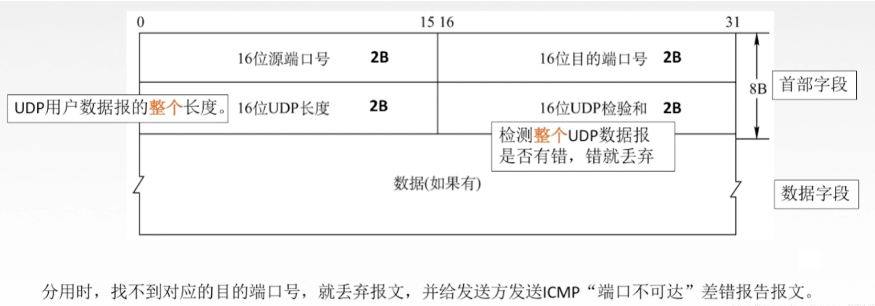 0 15 16 31
16位源端口号 2B 16位目的端口号 2B
8B 首部字段
UDP用户数据报的整个长度。 16位UDP长度 2B 16位UDP检验和 2B
检测整个UDP数据报
是否有错，错就丢弃
数据(如果有)
数据字段
分用时，找不到对应的目的端口号，就丢弃报文，并给发送方发送ICMP“端口不可达”差错报告报文。